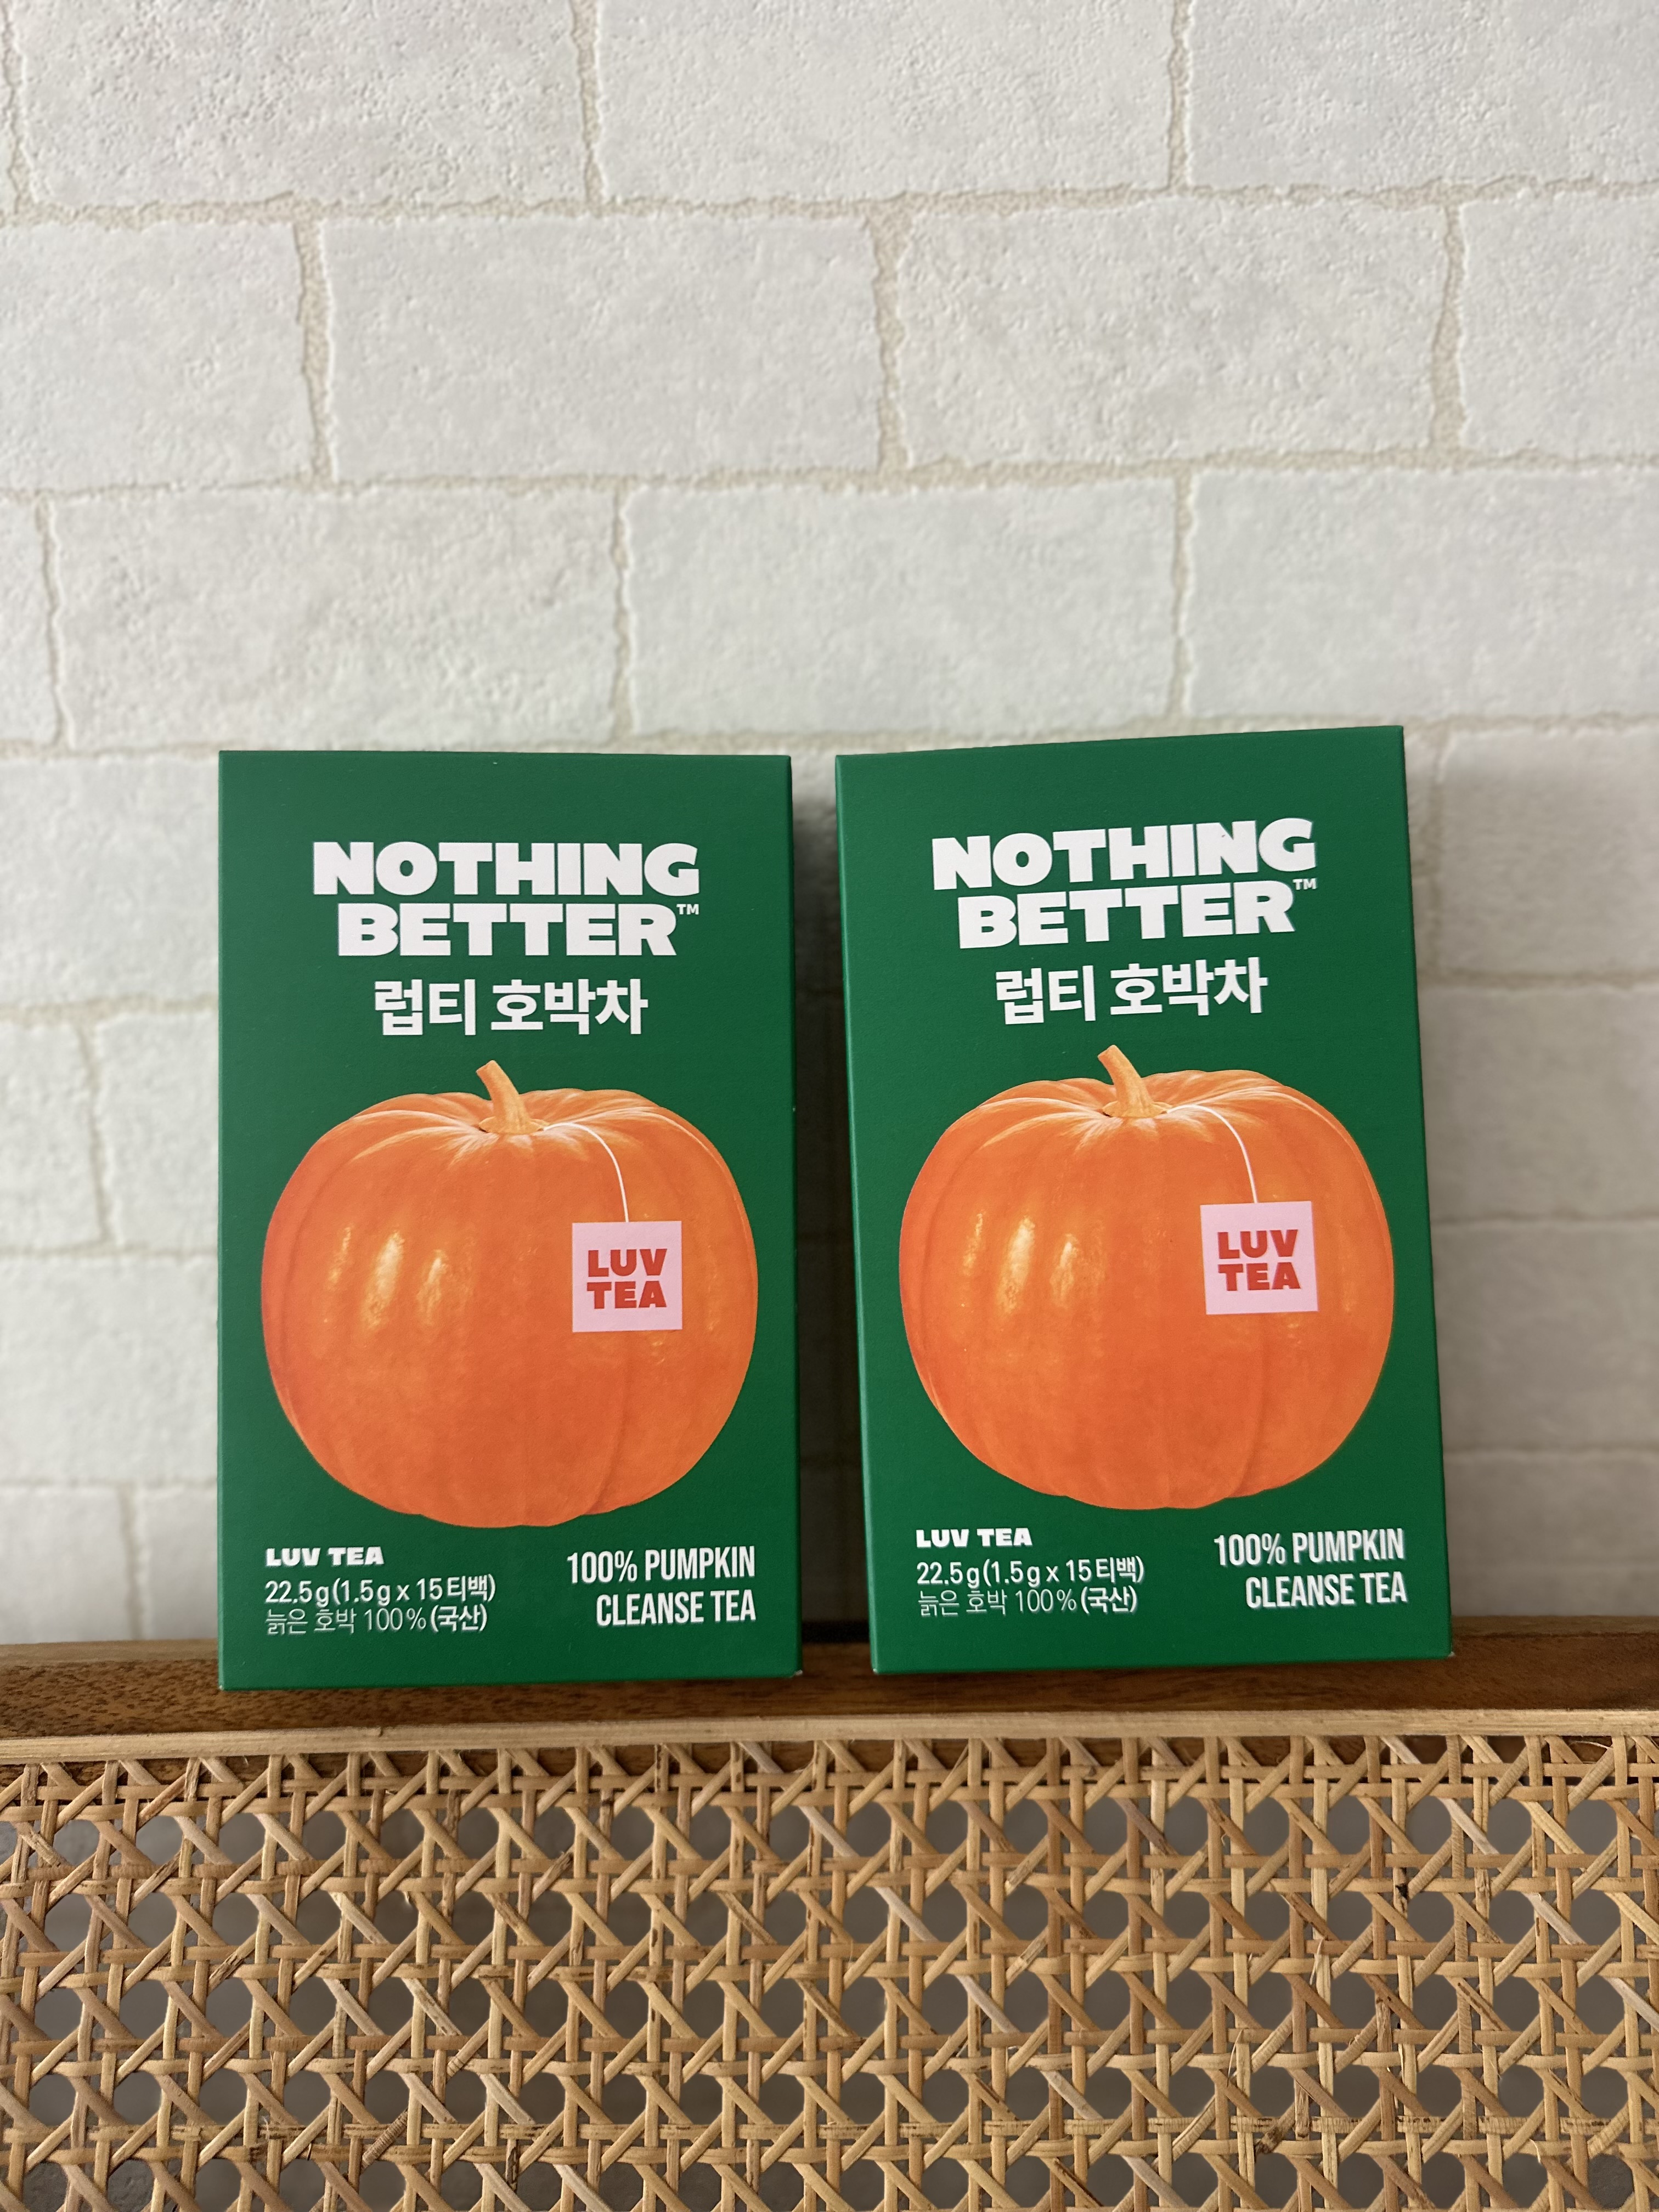 NOTHING
BETTER™
럽티 호박차
LUV
TEA
LUV TEA
22.5g(1.5g x 15티백)
늙은 호박 100%(국산)
100% PUMPKIN
CLEANSE TEA
NOTHING
BETTER™
럽티 호박차
LUV
TEA
LUV TEA
22.5g(1.5g x 15티백)
늙은 호박 100%(국산)
100% PUMPKIN
CLEANSE TEA